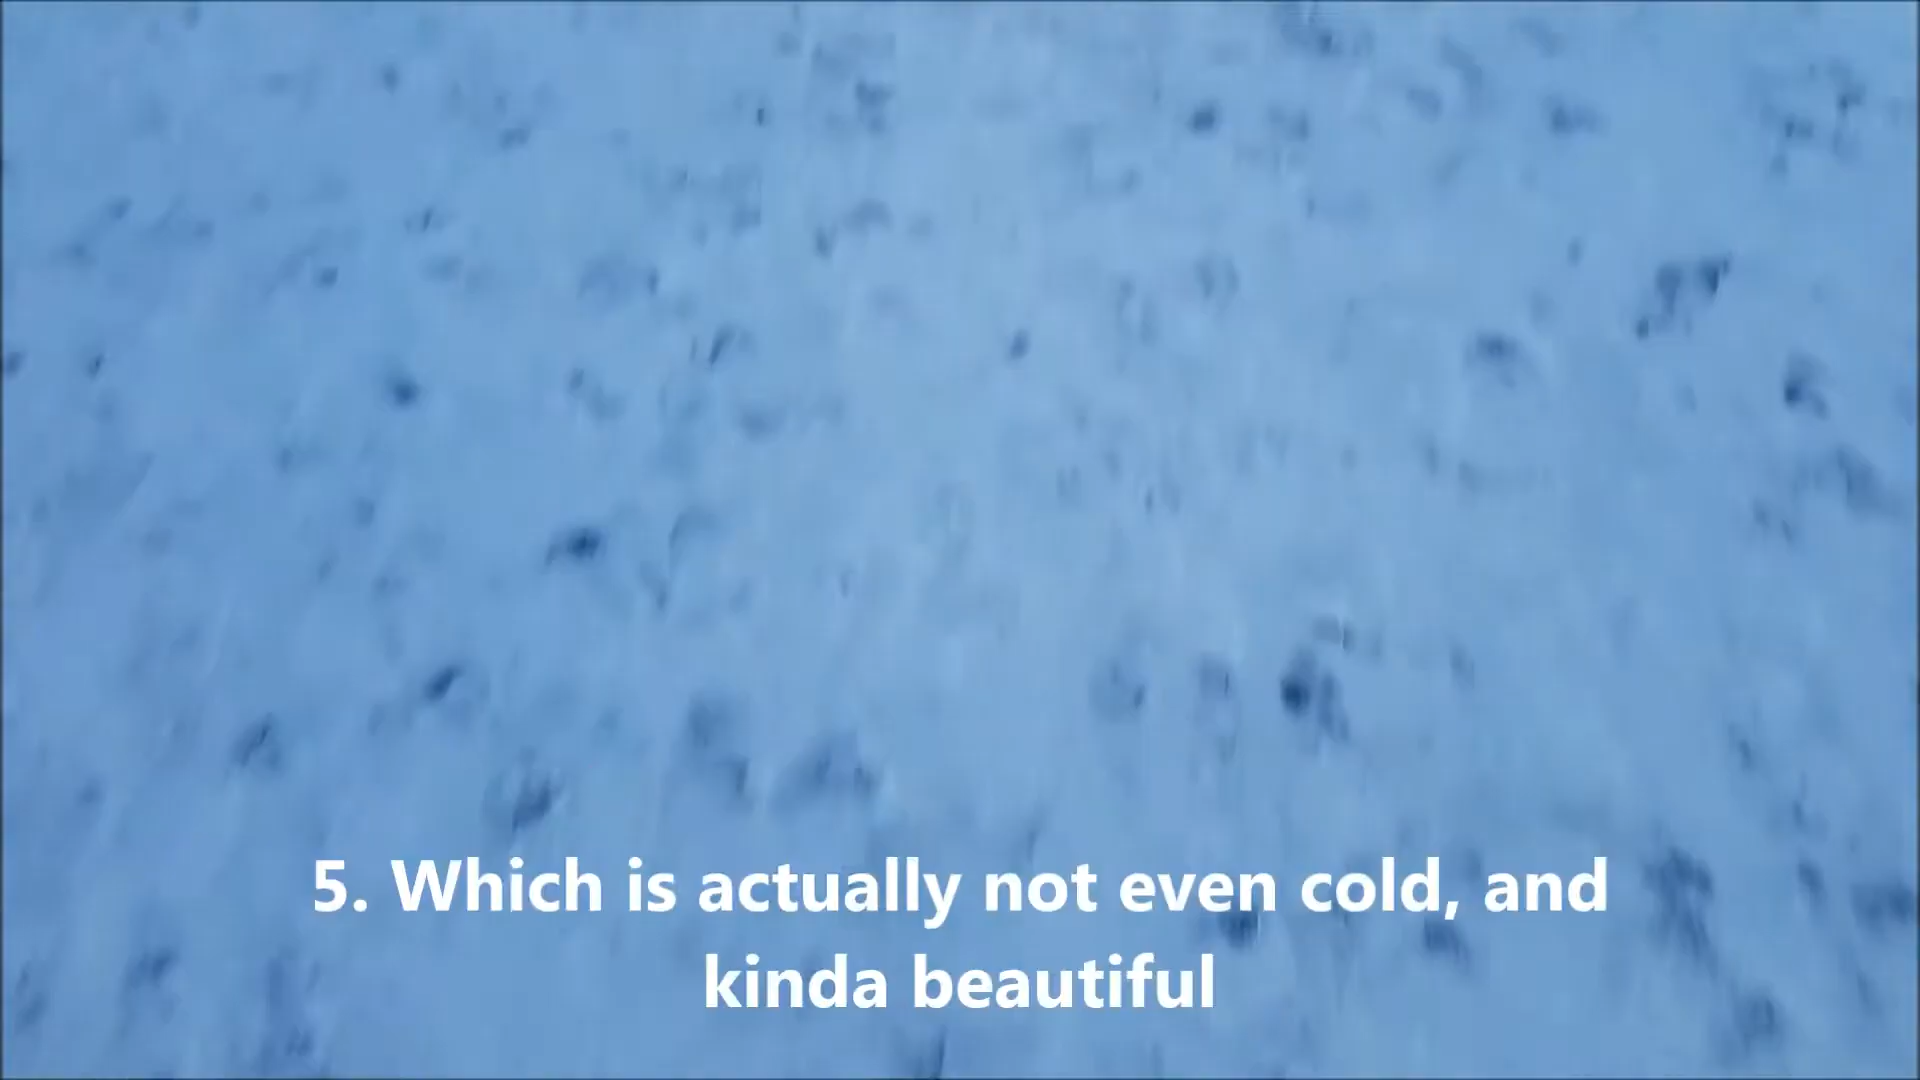 5. Which is actually not even cold, and
kinda beautiful